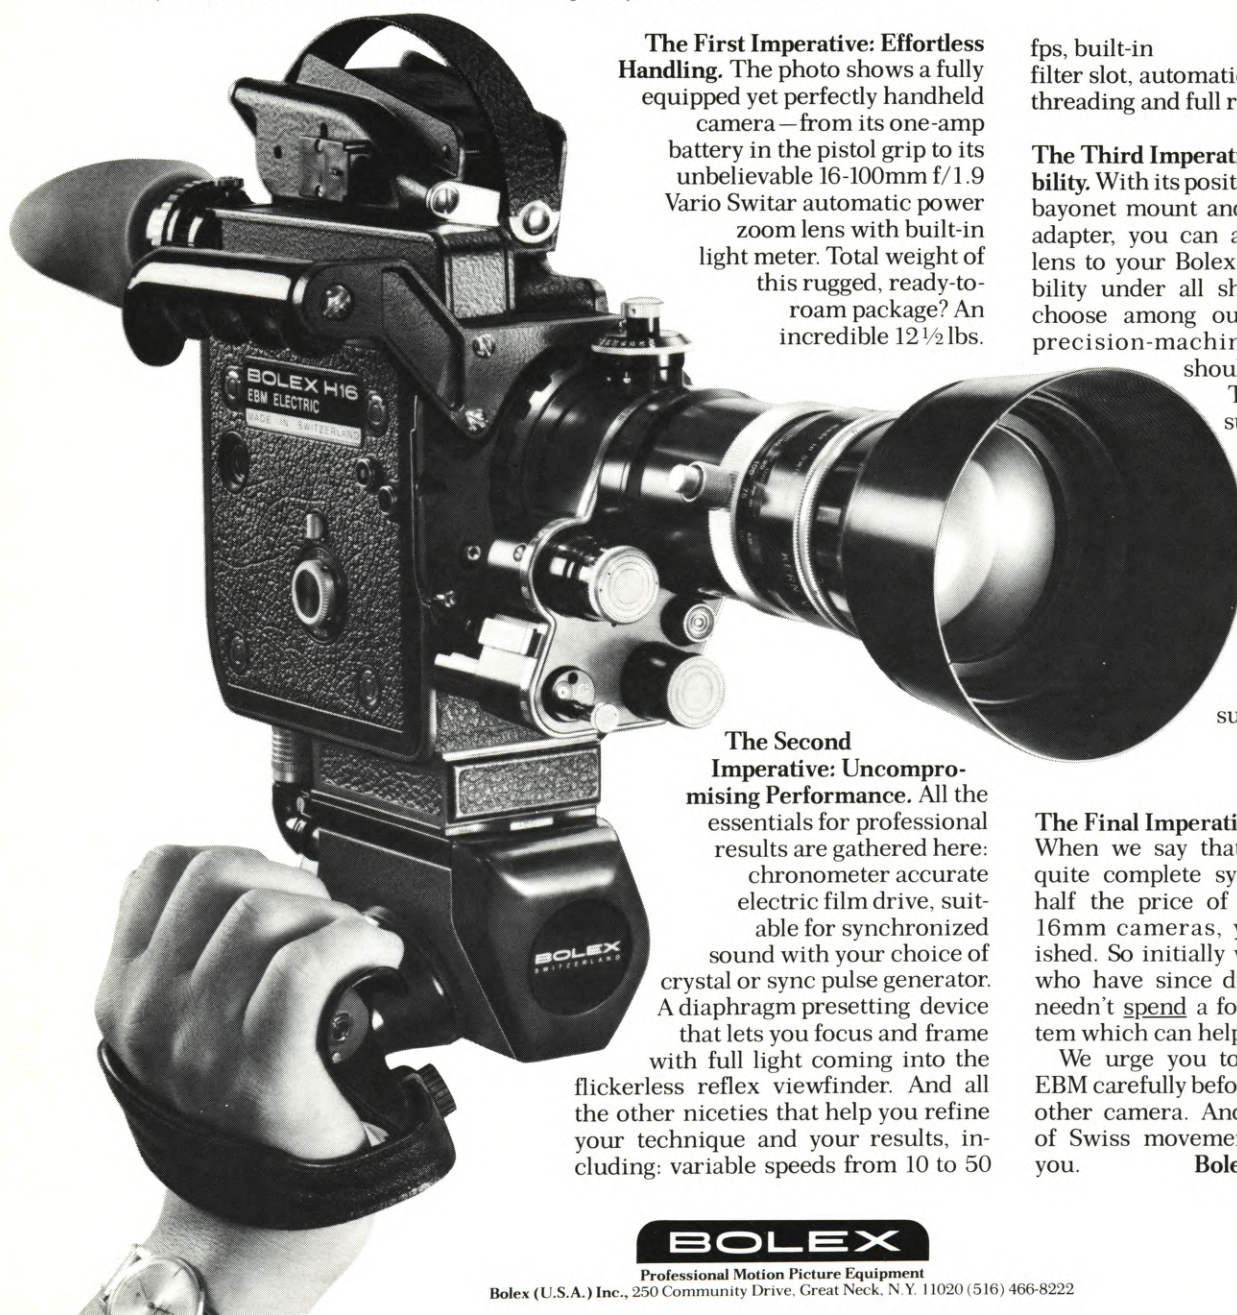 The First Imperative: Effortless
Handling. The photo shows a fully
equipped yet perfectly handheld
camera—from its one-amp
battery in the pistol grip to its
unbelievable 16-100mm f/1.9
Vario Switar automatic power
zoom lens with built-in
light meter. Total weight of
this rugged, ready-to-
roam package? An
incredible 12½ lbs.
BOLEX H16
EBM ELECTRIC
MADE IN SWITZERLAND
The Second
Imperative: Uncompro-
mising Performance. All the
essentials for professional
results are gathered here:
chronometer accurate
electric film drive, suit-
able for synchronized
sound with your choice of
crystal or sync pulse generator.
A diaphragm presetting device
that lets you focus and frame
with full light coming into the
flickerless reflex viewfinder. And all
the other niceties that help you refine
your technique and your results, in-
cluding: variable speeds from 10 to 50
BOLEX
SWITZERLAND
fps, built-in
filter slot, automatic
threading and full r
The Third Imperati
bility. With its posit
bayonet mount and
adapter, you can a
lens to your Bolex
bility under all sh
choose among ou
precision-machin
shoul
T
su
su
The Final Imperati
When we say that
quite complete sy
half the price of
16mm cameras, y
ished. So initially w
who have since d
needn't spend a fo
tem which can help
We urge you to
EBM carefully befo
other camera. And
of Swiss moveme
you. Bole
BOLEX
Professional Motion Picture Equipment
Bolex (U.S.A.) Inc., 250 Community Drive, Great Neck, N.Y. 11020 (516) 466-8222